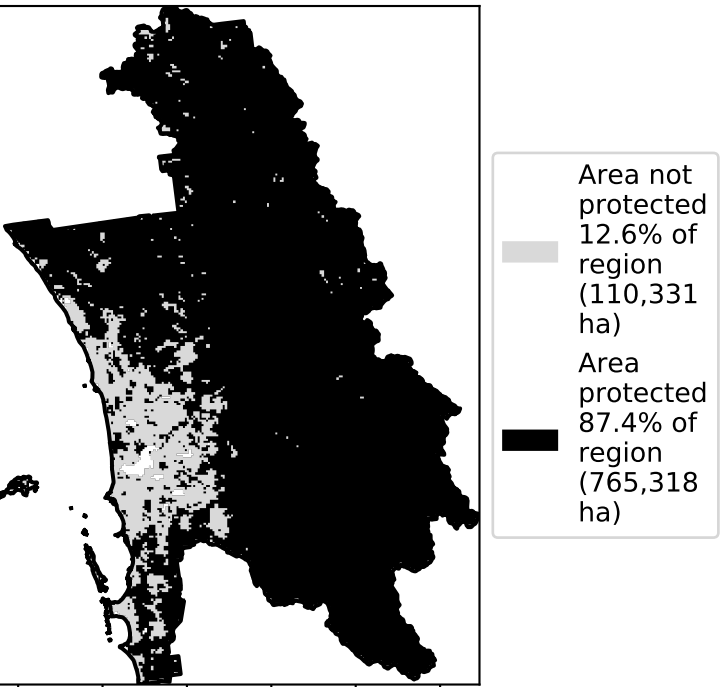 Area not
protected
12.6% of
region
(110,331
ha)
Area
protected
87.4% of
region
(765,318
ha)